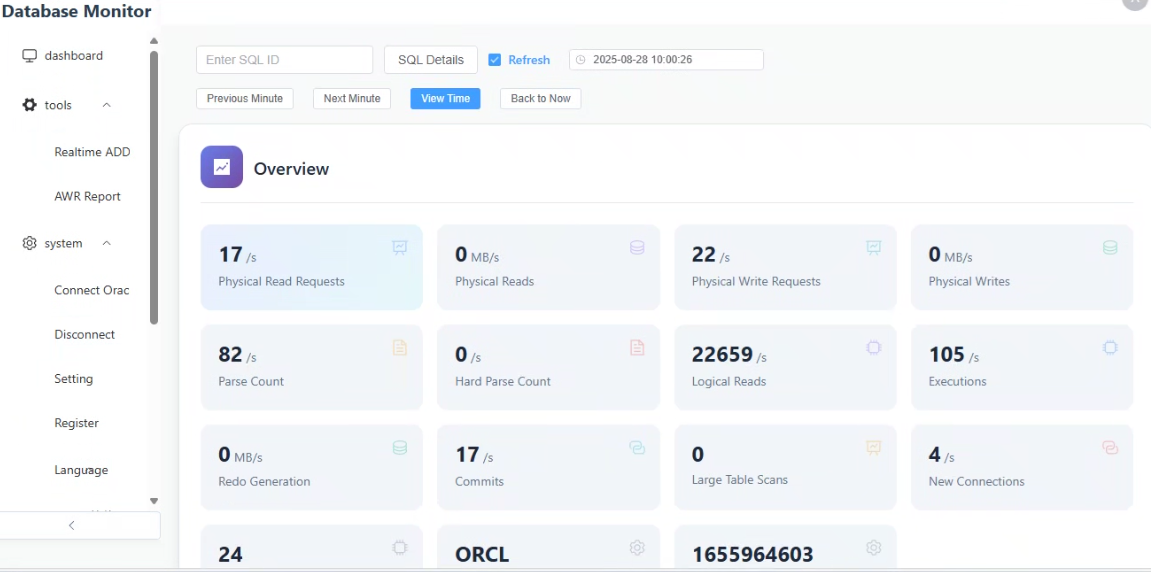 Database Monitor
dashboard
tools
Realtime ADD
AWR Report
system
Connect Orac
Disconnect
Setting
Register
Language
Enter SQL ID
SQL Details
Refresh
2025-08-28 10:00:26
Previous Minute
Next Minute
View Time
Back to Now
Overview
17 /s
Physical Read Requests
0 MB/s
Physical Reads
22 /s
Physical Write Requests
0 MB/s
Physical Writes
82 /s
Parse Count
0 /s
Hard Parse Count
22659 /s
Logical Reads
105 /s
Executions
0 MB/s
Redo Generation
17 /s
Commits
0
Large Table Scans
4 /s
New Connections
24
ORCL
1655964603